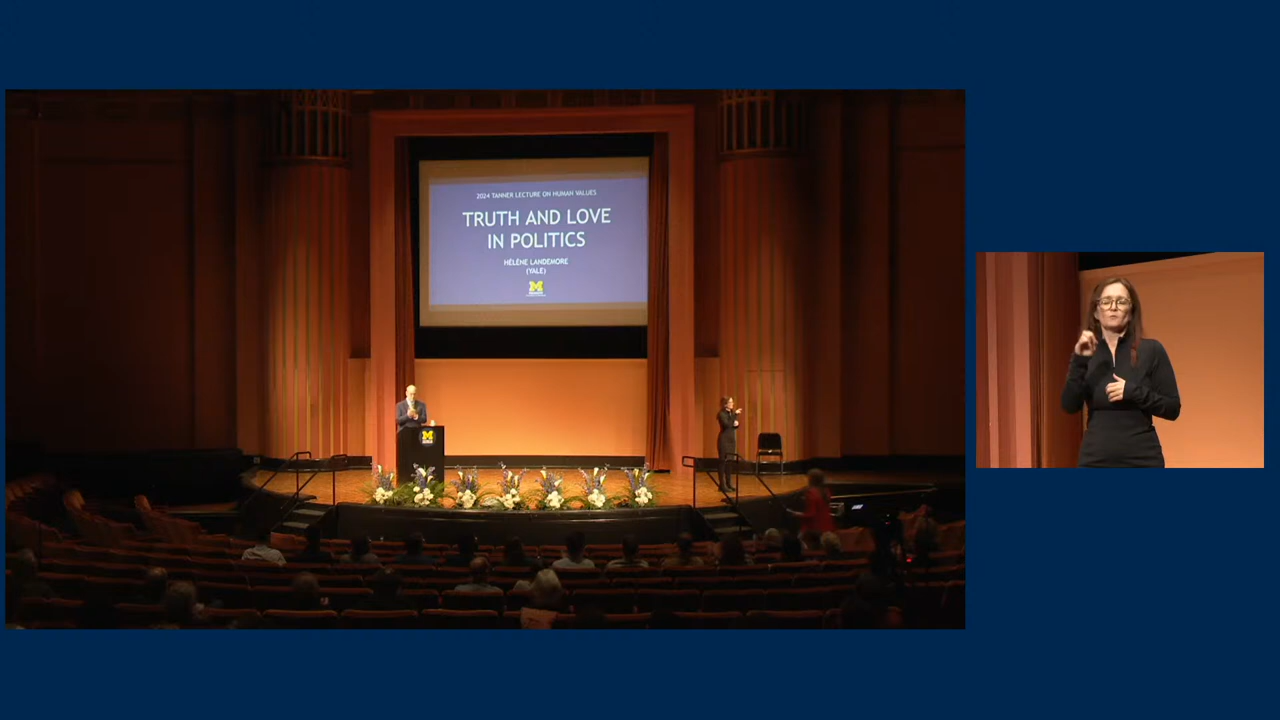 2024 TANNER LECTURE ON HUMAN VALUES
TRUTH AND LOVE
IN POLITICS
HÉLÈNE LANDEMORE
(YALE)
M
M